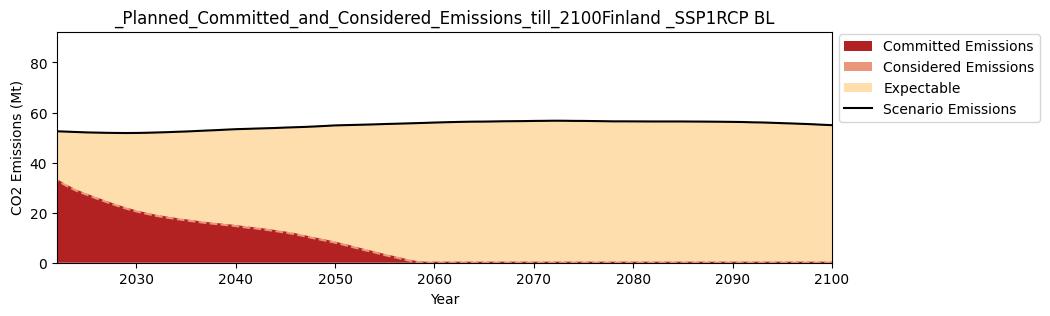 _Planned_Committed_and_Considered_Emissions_till_2100Finland _SSP1RCP BL
CO2 Emissions (Mt)
80
60
40
20
0
2030 2040 2050 2060 2070 2080 2090 2100
Year
Committed Emissions
Considered Emissions
Expectable
Scenario Emissions